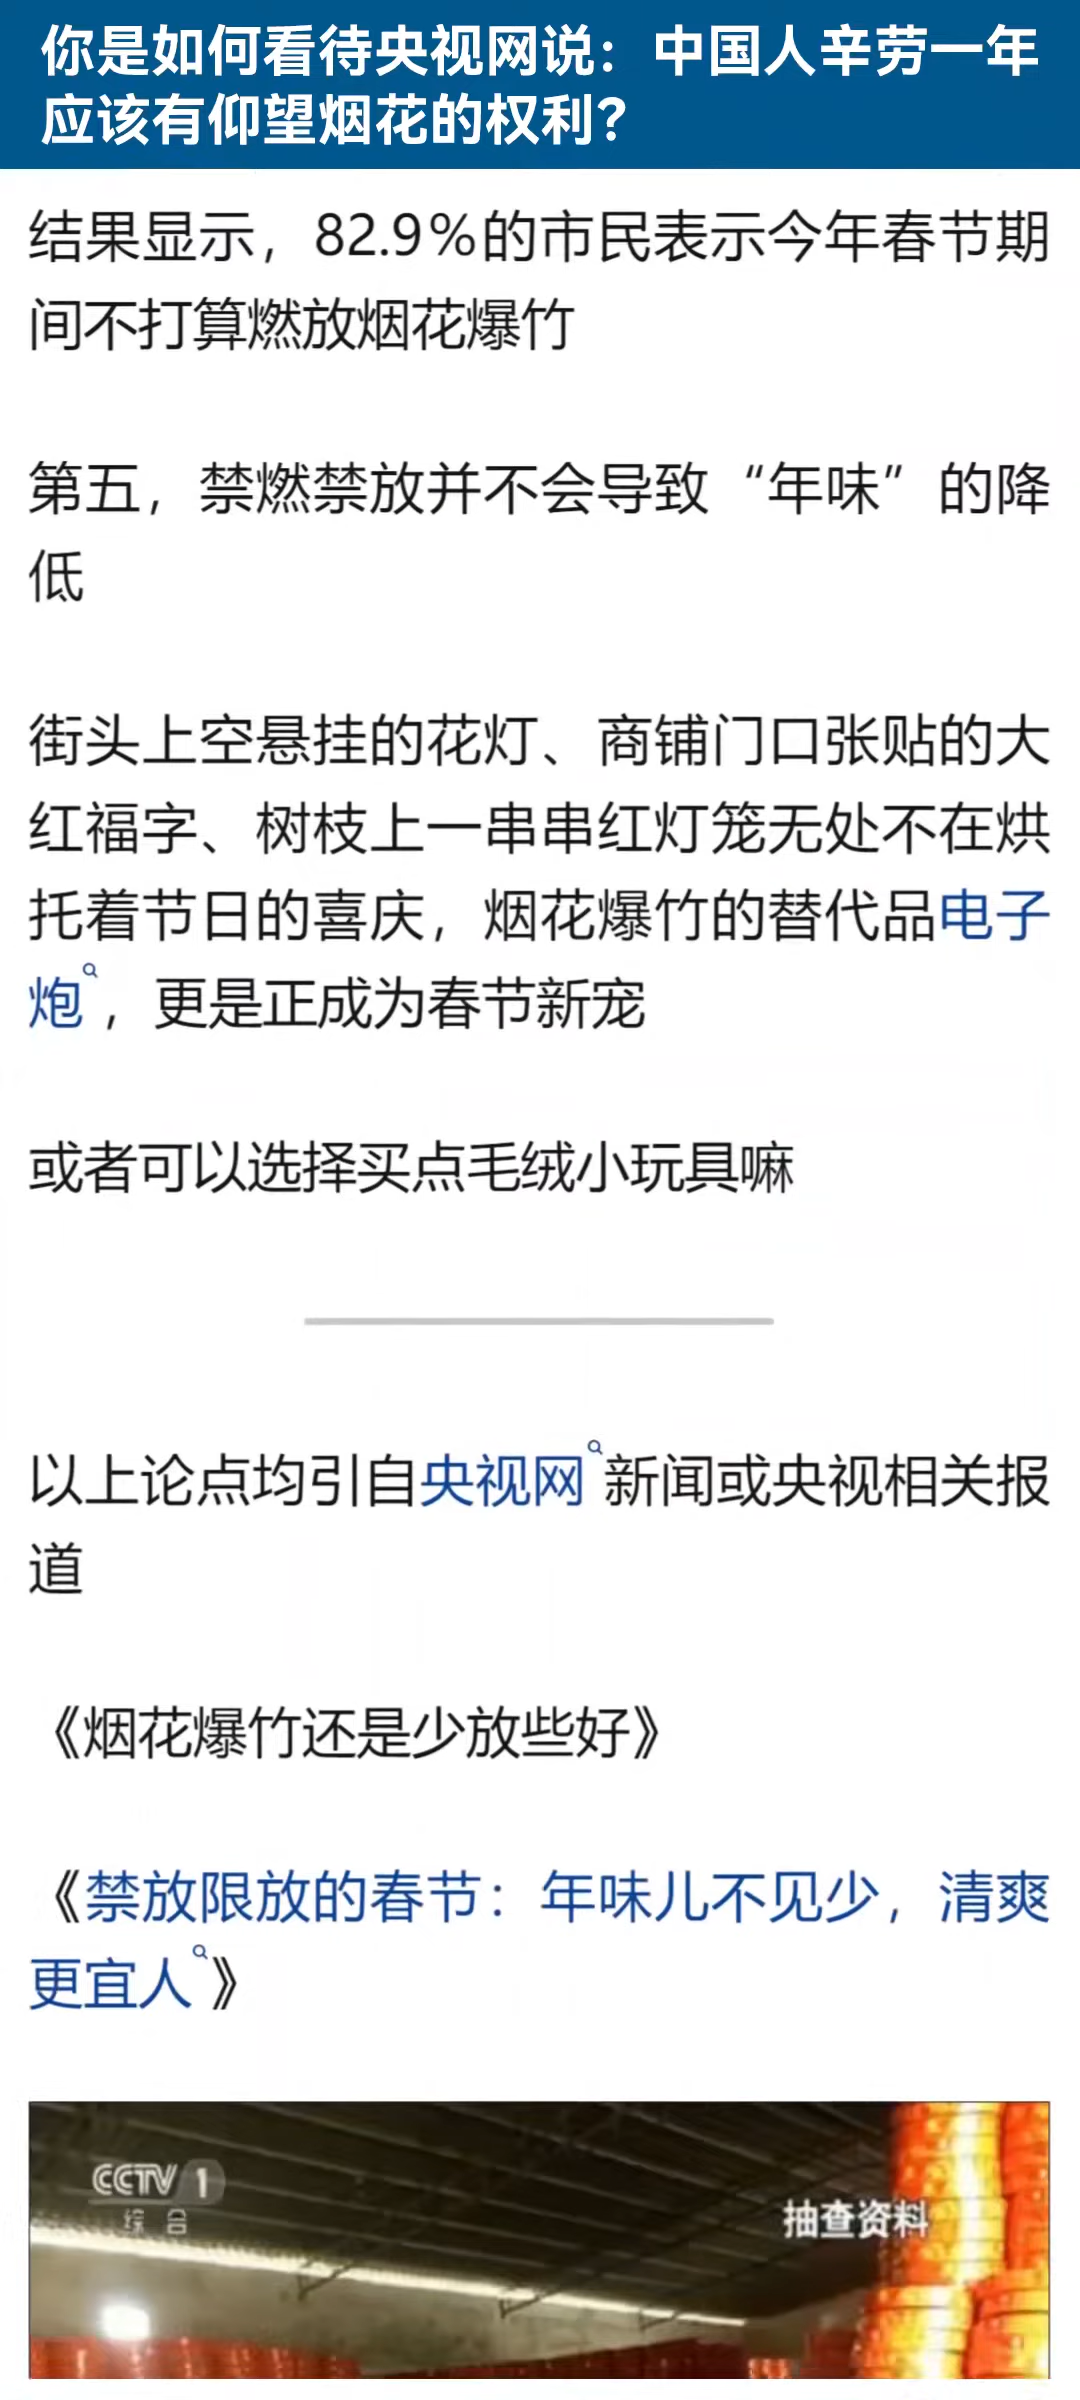 你是如何看待央视网说：中国人辛劳一年
应该有仰望烟花的权利？
结果显示，82.9%的市民表示今年春节期
间不打算燃放烟花爆竹
第五，禁燃禁放并不会导致“年味”的降
低
街头上空悬挂的花灯、商铺门口张贴的大
红福字、树枝上一串串红灯笼无处不在烘
托着节日的喜庆，烟花爆竹的替代品电子
炮，更是正成为春节新宠
或者可以选择买点毛绒小玩具嘛
以上论点均引自央视网新闻或央视相关报
道
《烟花爆竹还是少放些好》
《禁放限放的春节：年味儿不见少，清爽
更宜人》
CCTV 1
综合
抽查资料